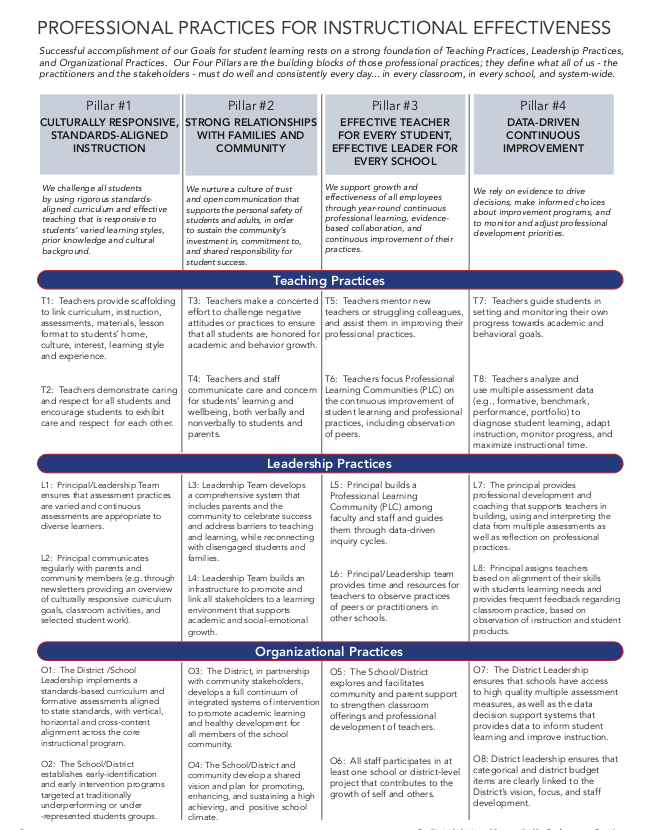 PROFESSIONAL PRACTICES FOR INSTRUCTIONAL EFFECTIVENESS
Successful accomplishment of our Goals for student learning rests on a strong foundation of Teaching Practices, Leadership Practices,
and Organizational Practices. Our Four Pillars are the building blocks of those professional practices; they define what all of us - the
practitioners and the stakeholders - must do well and consistently every day... in every classroom, in every school, and system-wide.
Pillar #1
CULTURALLY RESPONSIVE,
STANDARDS-ALIGNED
INSTRUCTION
Pillar #2
STRONG RELATIONSHIPS
WITH FAMILIES AND
COMMUNITY
Pillar #3
EFFECTIVE TEACHER
FOR EVERY STUDENT,
EFFECTIVE LEADER FOR
EVERY SCHOOL
Pillar #4
DATA-DRIVEN
CONTINUOUS
IMPROVEMENT
We challenge all students
by using rigorous standards-
aligned curriculum and effective
teaching that is responsive to
students' varied learning styles,
prior knowledge and cultural
background.
We nurture a culture of trust
and open communication that
supports the personal safety of
students and adults, in order
to sustain the community's
investment in, commitment to,
and shared responsibility for
student success.
We support growth and
effectiveness of all employees
through year-round continuous
professional learning, evidence-
based collaboration, and
continuous improvement of their
practices.
We rely on evidence to drive
decisions, make informed choices
about improvement programs, and
to monitor and adjust professional
development priorities.
Teaching Practices
T1: Teachers provide scaffolding
to link curriculum, instruction,
assessments, materials, lesson
format to students' home,
culture, interest, learning style
and experience.
T2: Teachers demonstrate caring
and respect for all students and
encourage students to exhibit
care and respect for each other.
T3: Teachers make a concerted
effort to challenge negative
attitudes or practices to ensure
that all students are honored for
academic and behavior growth.
T4: Teachers and staff
communicate care and concern
for students' learning and
wellbeing, both verbally and
nonverbally to students and
parents.
T5: Teachers mentor new
teachers or struggling colleagues,
and assist them in improving their
professional practices.
T6: Teachers focus Professional
Learning Communities (PLC) on
the continuous improvement of
student learning and professional
practices, including observation
of peers.
T7: Teachers guide students in
setting and monitoring their own
progress towards academic and
behavioral goals.
T8: Teachers analyze and
use multiple assessment data
(e.g., formative, benchmark,
performance, portfolio) to
diagnose student learning, adapt
instruction, monitor progress, and
maximize instructional time.
Leadership Practices
L1: Principal/Leadership Team
ensures that assessment practices
are varied and continuous
assessments are appropriate to
diverse learners.
L2: Principal communicates
regularly with parents and
community members (e.g. through
newsletters providing an overview
of culturally responsive curriculum
goals, classroom activities, and
selected student work).
L3: Leadership Team develops
a comprehensive system that
includes parents and the
community to celebrate success
and address barriers to teaching
and learning, while reconnecting
with disengaged students and
families.
L4: Leadership Team builds an
infrastructure to promote and
link all stakeholders to a learning
environment that supports
academic and social-emotional
growth.
L5: Principal builds a
Professional Learning
Community (PLC) among
faculty and staff and guides
them through data-driven
inquiry cycles.
L6: Principal/Leadership team
provides time and resources for
teachers to observe practices
of peers or practitioners in
other schools.
L7: The principal provides
professional development and
coaching that supports teachers in
building, using and interpreting the
data from multiple assessments as
well as reflection on professional
practices.
L8: Principal assigns teachers
based on alignment of their skills
with students learning needs and
provides frequent feedback regarding
classroom practice, based on
observation of instruction and student
products.
Organizational Practices
O1: The District /School
Leadership implements a
standards-based curriculum and
formative assessments aligned
to state standards, with vertical,
horizontal and cross-content
alignment across the core
instructional program.
O2: The School/District
establishes early-identification
and early intervention programs
targeted at traditionally
underperforming or under
-represented students groups.
O3: The District, in partnership
with community stakeholders,
develops a full continuum of
integrated systems of intervention
to promote academic learning
and healthy development for
all members of the school
community.
O4: The School/District and
community develop a shared
vision and plan for promoting,
enhancing, and sustaining a high
achieving, and positive school
climate.
O5: The School/District
explores and facilitates
community and parent support
to strengthen classroom
offerings and professional
development of teachers.
O6: All staff participates in at
least one school or district-level
project that contributes to the
growth of self and others.
O7: The District Leadership
ensures that schools have access
to high quality multiple assessment
measures, as well as the data
decision support systems that
provides data to inform student
learning and improve instruction.
O8: District leadership ensures that
categorical and district budget
items are clearly linked to the
District's vision, focus, and staff
development.